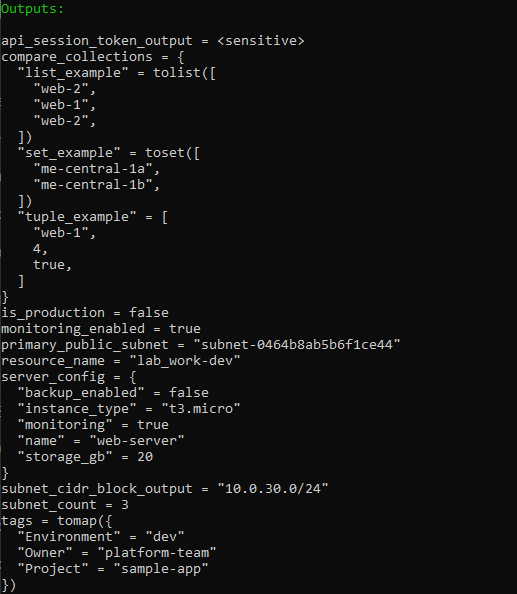 Outputs:
api_session_token_output = <sensitive>
compare_collections = {
  "list_example" = tolist([
    "web-2",
    "web-1",
    "web-2",
  ])
  "set_example" = toset([
    "me-central-1a",
    "me-central-1b",
  ])
  "tuple_example" = [
    "web-1",
    4,
    true,
  ]
}
is_production = false
monitoring_enabled = true
primary_public_subnet = "subnet-0464b8ab5b6f1ce44"
resource_name = "lab_work-dev"
server_config = {
  "backup_enabled" = false
  "instance_type" = "t3.micro"
  "monitoring" = true
  "name" = "web-server"
  "storage_gb" = 20
}
subnet_cidr_block_output = "10.0.30.0/24"
subnet_count = 3
tags = tomap({
  "Environment" = "dev"
  "Owner" = "platform-team"
  "Project" = "sample-app"
})